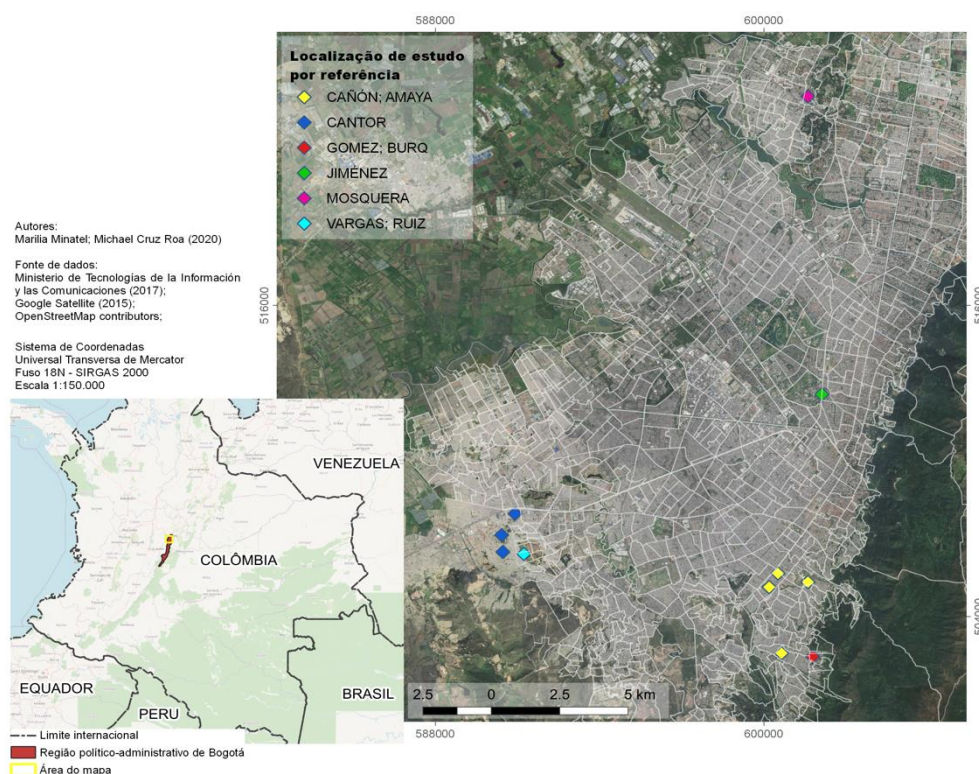 588000
600000
Localização de estudo
por referência
CAÑÓN; AMAYA
CANTOR
GOMEZ; BURQ
JIMÉNEZ
MOSQUERA
VARGAS; RUIZ
Autores:
Marilia Minatel; Michael Cruz Roa (2020)
Fonte de dados:
Ministerio de Tecnologías de la Información
y las Comunicaciones (2017);
Google Satellite (2015);
OpenStreetMap contributors;
Sistema de Coordenadas
Universal Transversa de Mercator
Fuso 18N - SIRGAS 2000
Escala 1:150.000
516000
516000
504000
VENEZUELA
COLÔMBIA
EQUADOR
PERU
BRASIL
2.5 0 2.5 5 km
588000
600000
Limite internacional
Região político-administrativo de Bogotá
Área do mapa